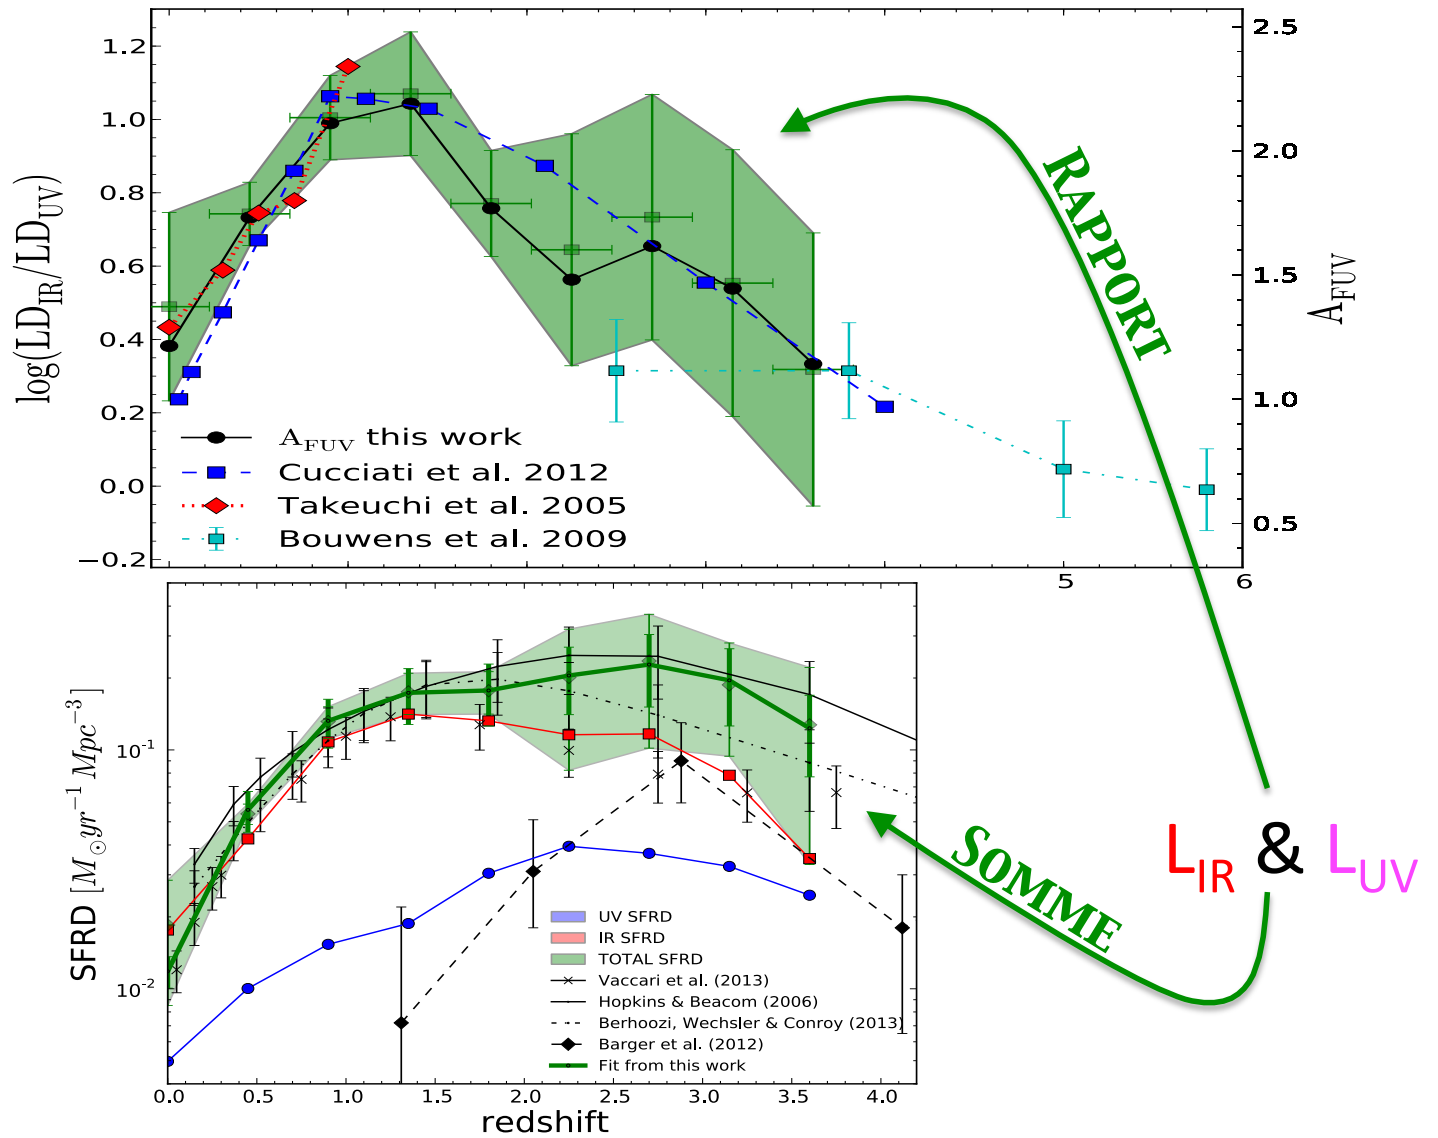 1.2
1.0
0.8
0.6
0.4
0.2
0.0
−0.2
log(LD_IR/LD_UV)
2.5
2.0
1.5
1.0
0.5
A_FUV
A_FUV this work
Cucciati et al. 2012
Takeuchi et al. 2005
Bouwens et al. 2009
5
6
RAPPORT
10^-1
10^-2
SFRD [M_⊙yr^−1 Mpc^−3]
UV SFRD
IR SFRD
TOTAL SFRD
Vaccari et al. (2013)
Hopkins & Beacom (2006)
Berhoozi, Wechsler & Conroy (2013)
Barger et al. (2012)
Fit from this work
0.0 0.5 1.0 1.5 2.0 2.5 3.0 3.5 4.0
redshift
L_IR & L_UV
SOMME